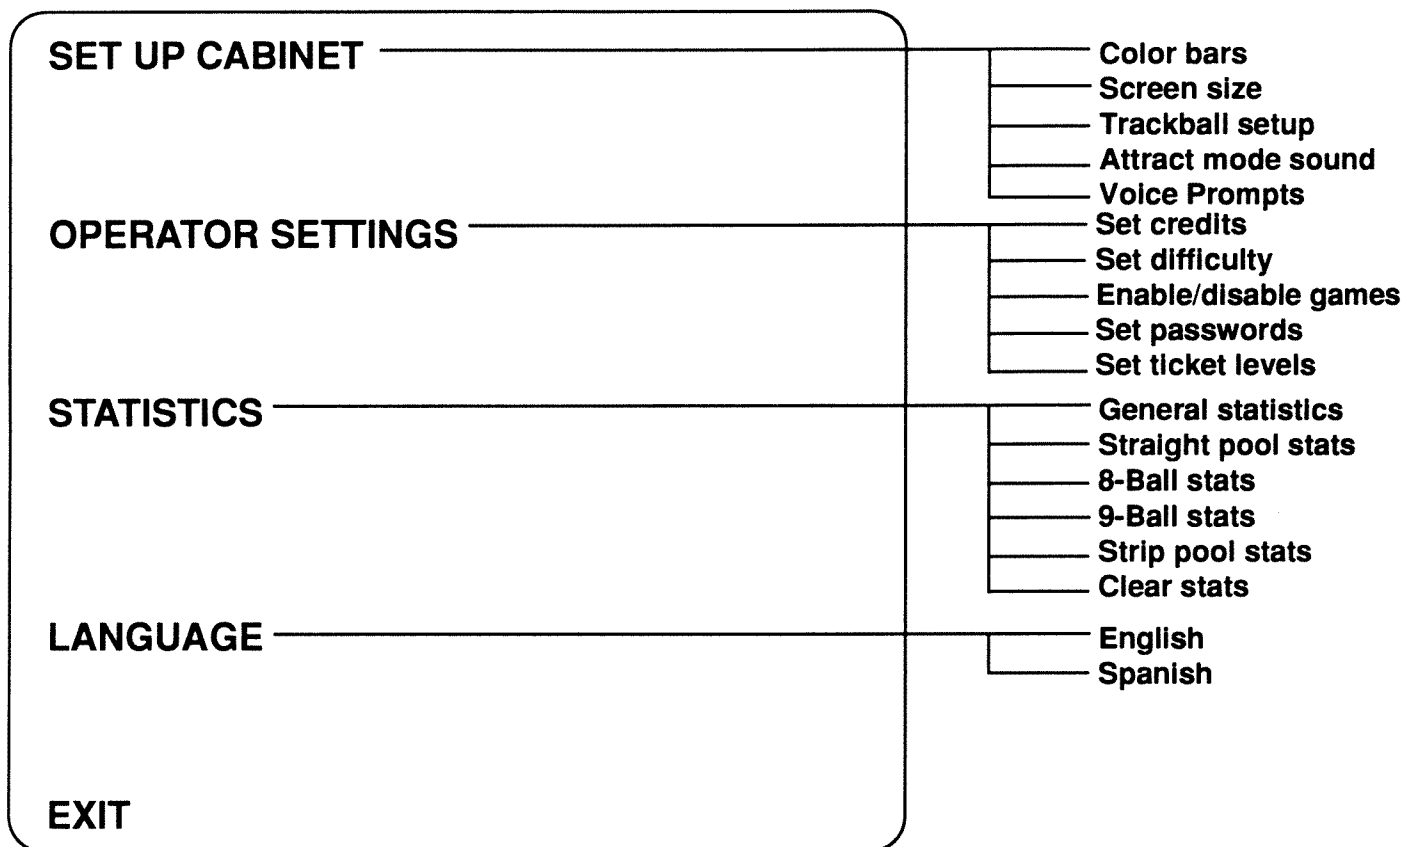 SET UP CABINET
Color bars
Screen size
Trackball setup
Attract mode sound
Voice Prompts
OPERATOR SETTINGS
Set credits
Set difficulty
Enable/disable games
Set passwords
Set ticket levels
STATISTICS
General statistics
Straight pool stats
8-Ball stats
9-Ball stats
Strip pool stats
Clear stats
LANGUAGE
English
Spanish
EXIT